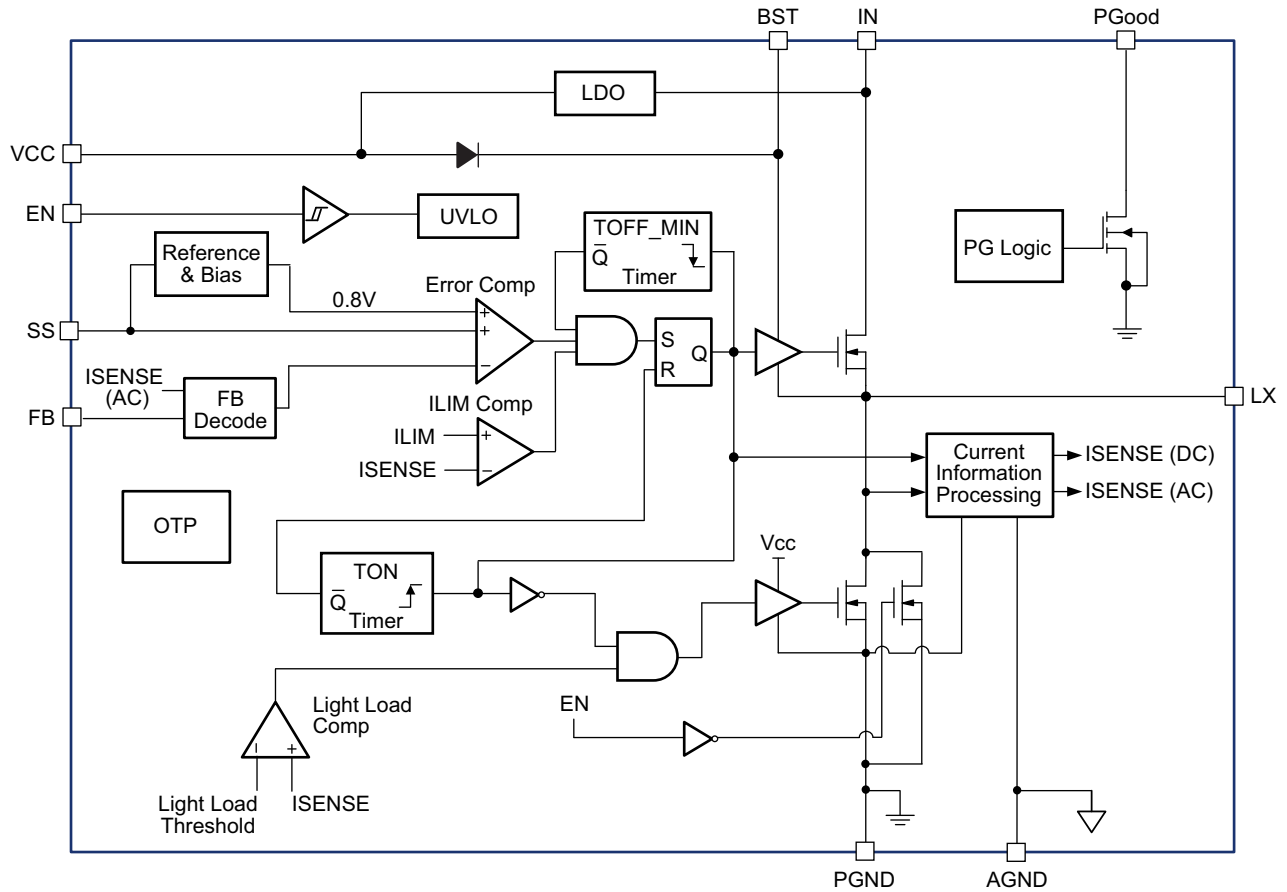 BST
IN
PGood
LDO
VCC
EN
UVLO
TOFF_MIN
Q̅
Timer
Reference
& Bias
PG Logic
Error Comp
0.8V
+
+
−
SS
S
R
Q
ISENSE
(AC)
FB
FB
Decode
LX
ILIM Comp
ILIM
+
ISENSE
−
Current
Information
Processing
ISENSE (DC)
ISENSE (AC)
OTP
Vcc
TON
Q̅
Timer
Light Load
Comp
EN
−
+
Light Load
Threshold
ISENSE
PGND
AGND